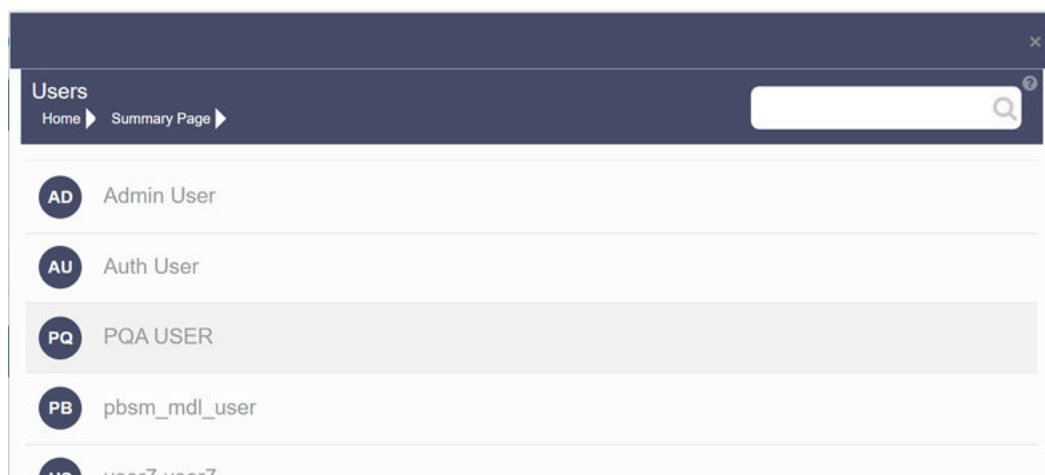 Users
Home Summary Page
AD Admin User
AU Auth User
PQ PQA USER
PB pbsm_mdl_user